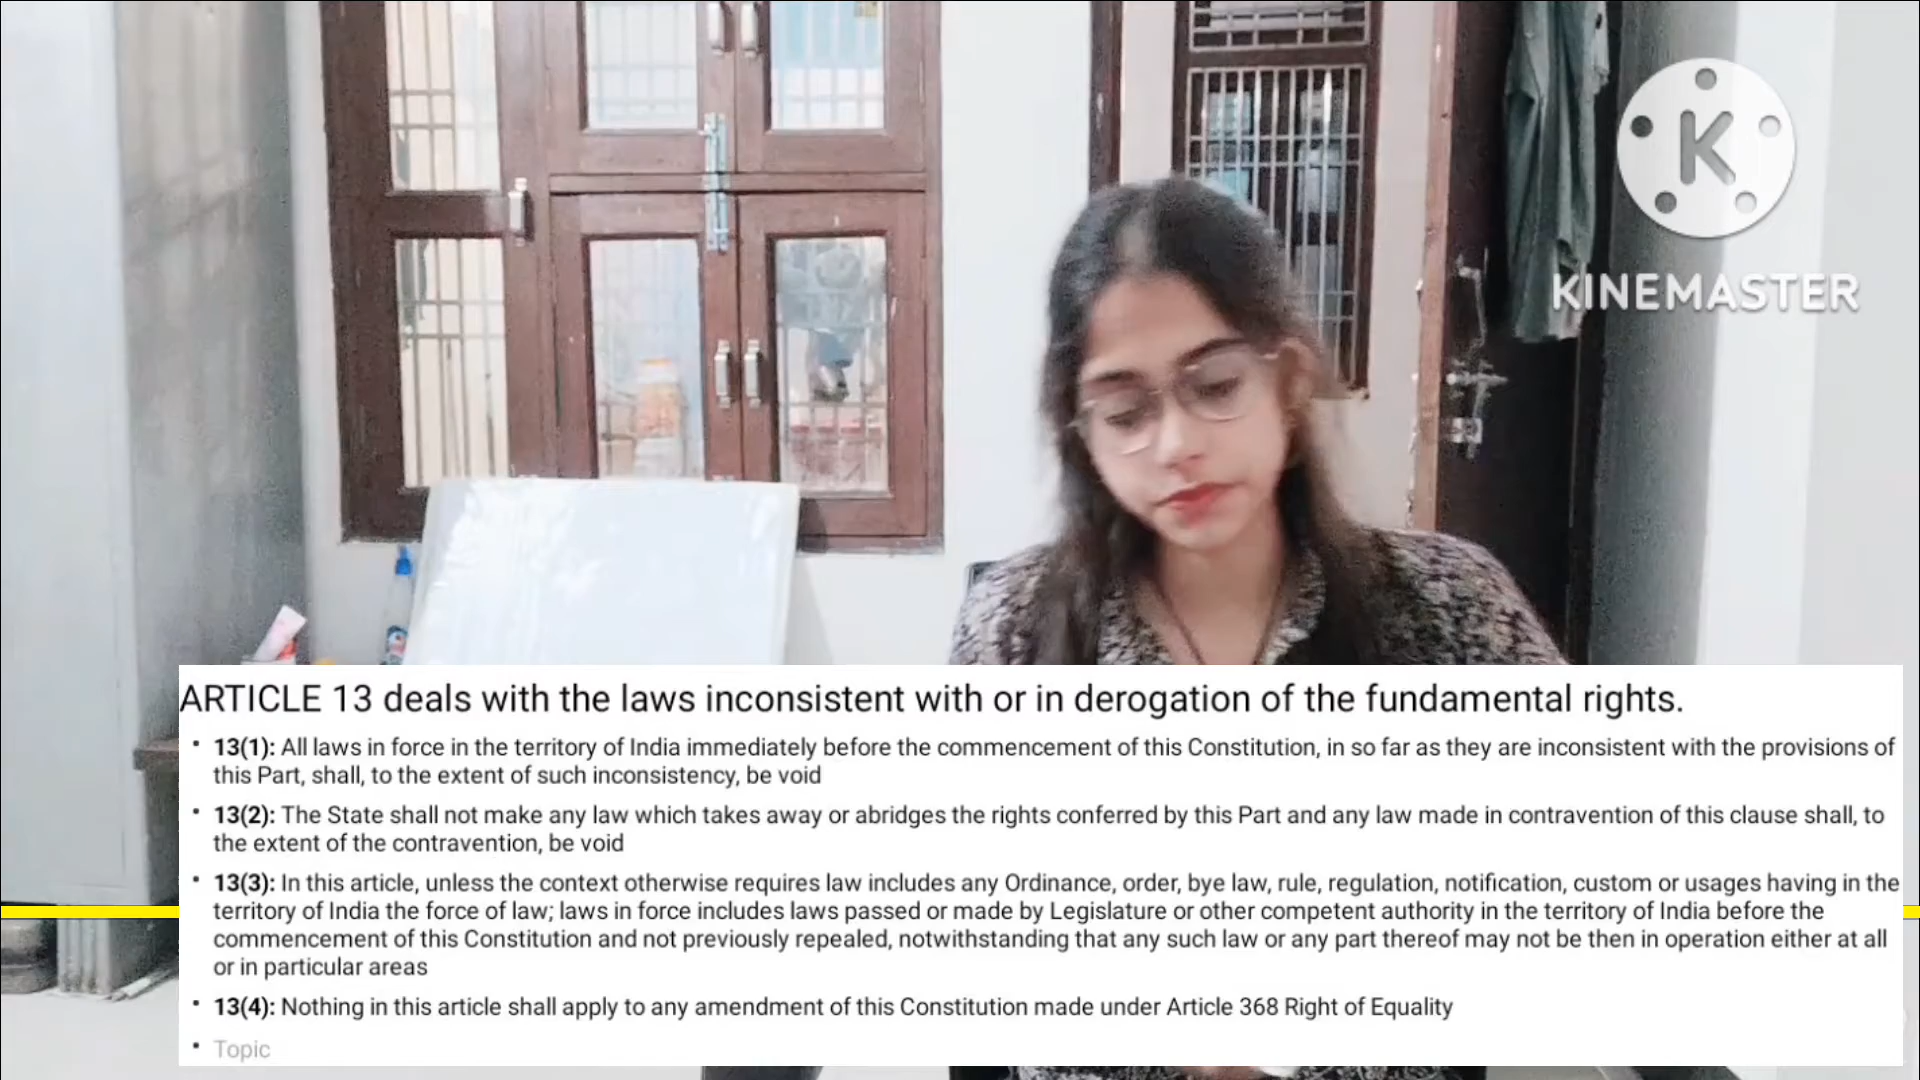 K
KINEMASTER
ARTICLE 13 deals with the laws inconsistent with or in derogation of the fundamental rights.
• 13(1): All laws in force in the territory of India immediately before the commencement of this Constitution, in so far as they are inconsistent with the provisions of
this Part, shall, to the extent of such inconsistency, be void
• 13(2): The State shall not make any law which takes away or abridges the rights conferred by this Part and any law made in contravention of this clause shall, to
the extent of the contravention, be void
• 13(3): In this article, unless the context otherwise requires law includes any Ordinance, order, bye law, rule, regulation, notification, custom or usages having in the
territory of India the force of law; laws in force includes laws passed or made by Legislature or other competent authority in the territory of India before the
commencement of this Constitution and not previously repealed, notwithstanding that any such law or any part thereof may not be then in operation either at all
or in particular areas
• 13(4): Nothing in this article shall apply to any amendment of this Constitution made under Article 368 Right of Equality
• Topic